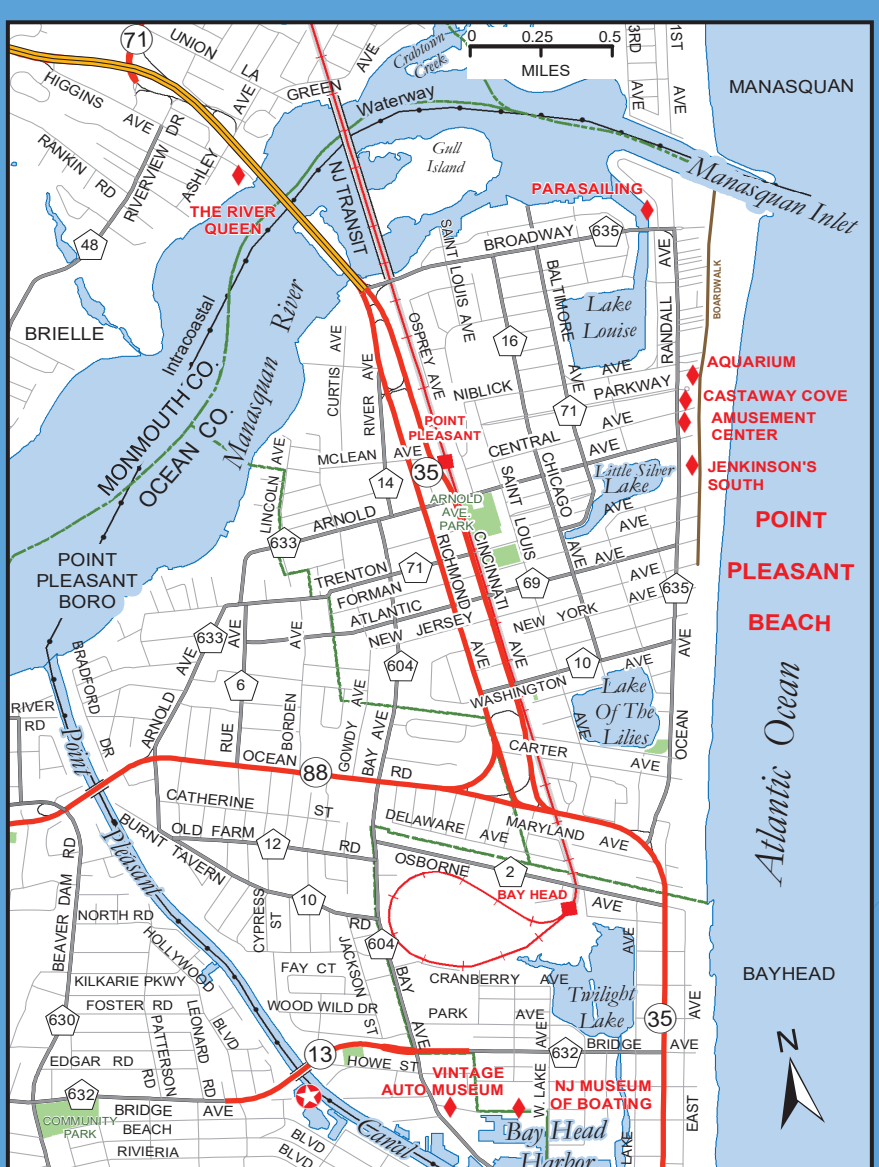 71
UNION
LA
AVE
AVE
GREEN
Crabtown
Creek
0 0.25 0.5
MILES
3RD
AVE
1ST
AVE
MANASQUAN
HIGGINS
AVE
RANKIN RD
RIVERVIEW DR
ASHLEY
Waterway
Gull
Island
NJ TRANSIT
Manasquan Inlet
THE RIVER
QUEEN
PARASAILING
48
BROADWAY
635
SAINT LOUIS AVE
BALTIMORE
AVE
AVE
RANDALL
BOARDWALK
Lake
Louise
BRIELLE
Intracoastal
Manasquan River
MONMOUTH CO.
OCEAN CO.
CURTIS AVE
RIVER AVE
OSPREY AVE
16
NIBLICK
AVE
PARKWAY
71
AVE
AQUARIUM
CASTAWAY COVE
AMUSEMENT
CENTER
JENKINSON'S
SOUTH
POINT
PLEASANT
CENTRAL
AVE
MCLEAN AVE
35
14
LINCOLN AVE
ARNOLD
633
ARNOLD
AVE.
PARK
SAINT LOUIS
CHICAGO
AVE
Little Silver
Lake
AVE
AVE
POINT
PLEASANT
BEACH
POINT
PLEASANT
BORO
TRENTON
71
FORMAN
ATLANTIC
NEW JERSEY
RICHMOND
AVE
CINCINNATI
AVE
69
AVE
AVE
AVE
NEW YORK
635
AVE
633
AVE
AVE
AVE
604
10
AVE
WASHINGTON
BRADFORD DR
ARNOLD
6
RUE
BORDEN
GOWDY AVE
BAY AVE
Lake
Of The
Lilies
AVE
OCEAN
Atlantic Ocean
RIVER
RD
OCEAN
88
RD
CARTER
AVE
Point Pleasant Canal
CATHERINE
ST
DELAWARE AVE
MARYLAND
AVE
BURNT TAVERN
OLD FARM
12
RD
OSBORNE
2
AVE
BAY HEAD
BEAVER DAM RD
10
RD
CYPRESS ST
NORTH RD
604
HOLLYWOOD
BLVD
JACKSON ST
BAY
AVE
FAY CT
CRANBERRY AVE
AVE
Twilight
Lake
BAYHEAD
KILKARIE PKWY
FOSTER RD
WOOD WILD DR
PARK AVE
AVE
35
AVE
630
PATTERSON
RD
LEONARD
RD
13
HOWE ST
632
BRIDGE AVE
EDGAR RD
632
BRIDGE AVE
COMMUNITY
PARK
BEACH
BLVD
RIVIERIA
BLVD
VINTAGE
AUTO MUSEUM
W. LAKE
NJ MUSEUM
OF BOATING
Bay Head
Harbor
LAKE
EAST
N